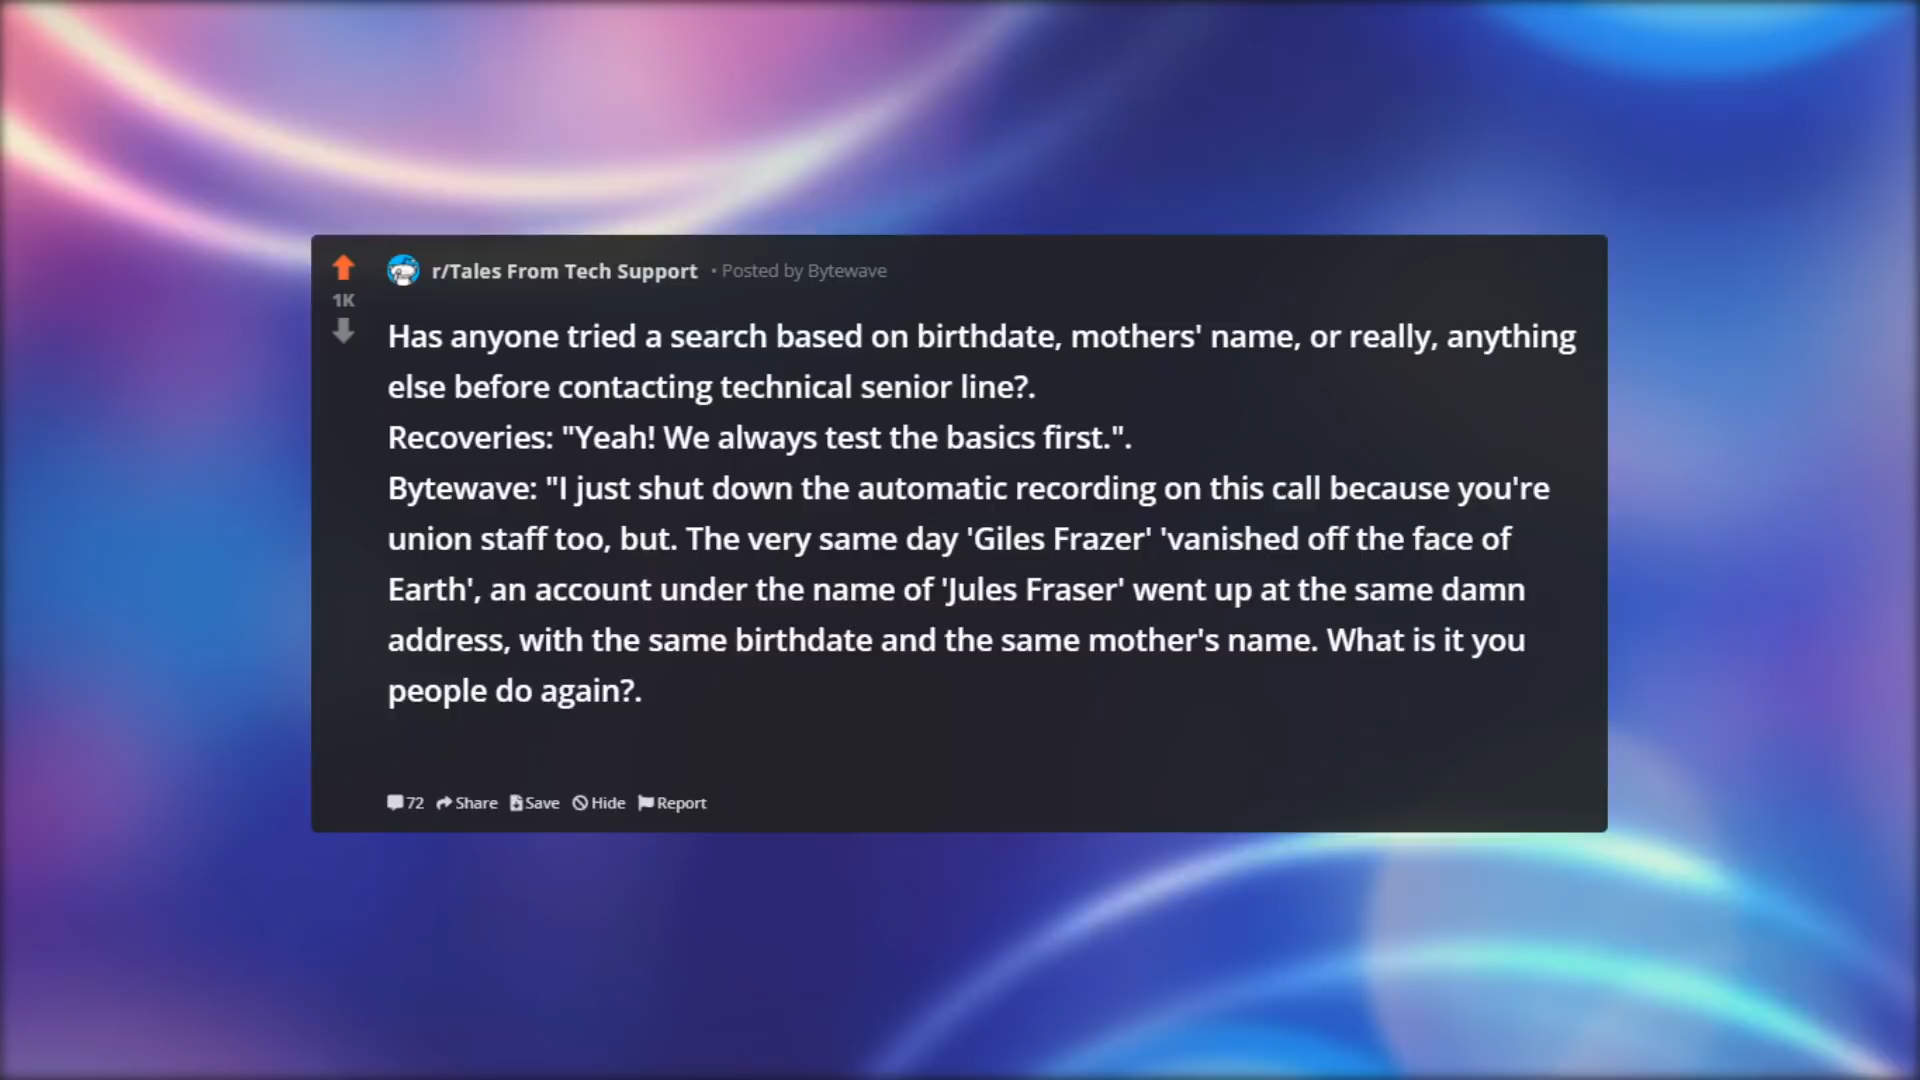 r/Tales From Tech Support • Posted by Bytewave
1K
Has anyone tried a search based on birthdate, mothers' name, or really, anything
else before contacting technical senior line?.
Recoveries: "Yeah! We always test the basics first.".
Bytewave: "I just shut down the automatic recording on this call because you're
union staff too, but. The very same day 'Giles Frazer' 'vanished off the face of
Earth', an account under the name of 'Jules Fraser' went up at the same damn
address, with the same birthdate and the same mother's name. What is it you
people do again?.
72 Share Save Hide Report